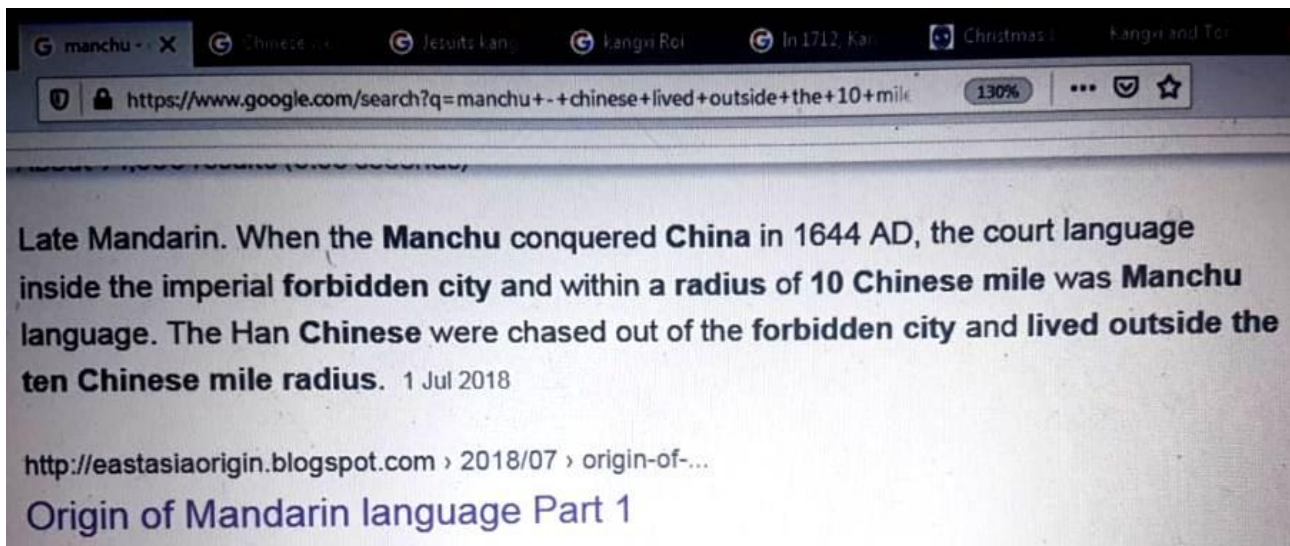 manchu -
Chinese
Jesuits kang
kangxi Rei
In 1712, Kan
Christmas
Kangxi and
https://www.google.com/search?q=manchu+-+chinese+lived+outside+the+10+mile
130%
Late Mandarin. When the Manchu conquered China in 1644 AD, the court language
inside the imperial forbidden city and within a radius of 10 Chinese mile was Manchu
language. The Han Chinese were chased out of the forbidden city and lived outside the
ten Chinese mile radius. 1 Jul 2018
http://eastasiaorigin.blogspot.com › 2018/07 › origin-of-...
Origin of Mandarin language Part 1